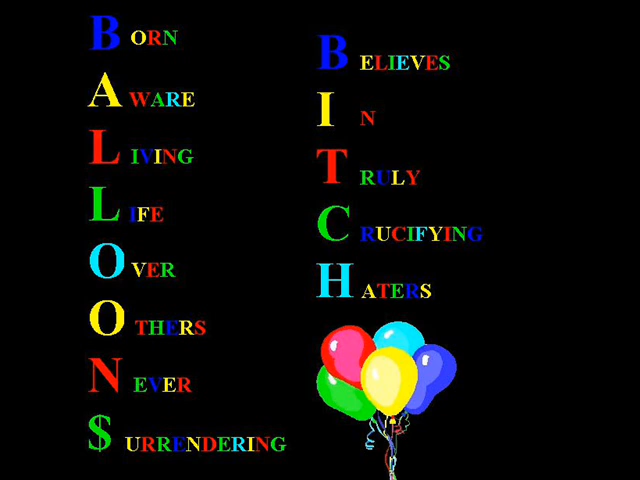 BORN
AWARE
LIVING
LIFE
OVER
OTHERS
NEVER
$URRENDERING
BELIEVES
IN
TRULY
CRUCIFYING
HATERS